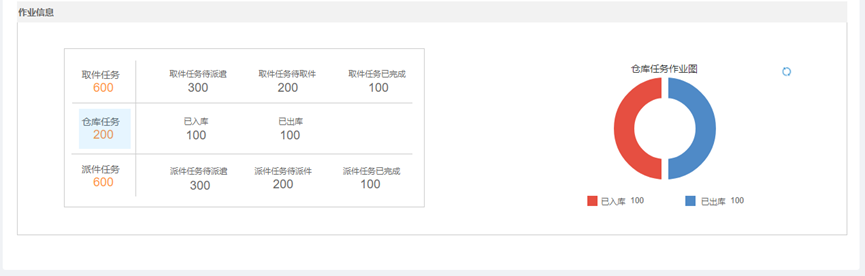 作业信息
取件任务
600
取件任务待派遣
300
取件任务待取件
200
取件任务已完成
100
仓库任务
200
已入库
100
已出库
100
派件任务
600
派件任务待派遣
300
派件任务待派件
200
派件任务已完成
100
仓库任务作业图
已入库 100
已出库 100